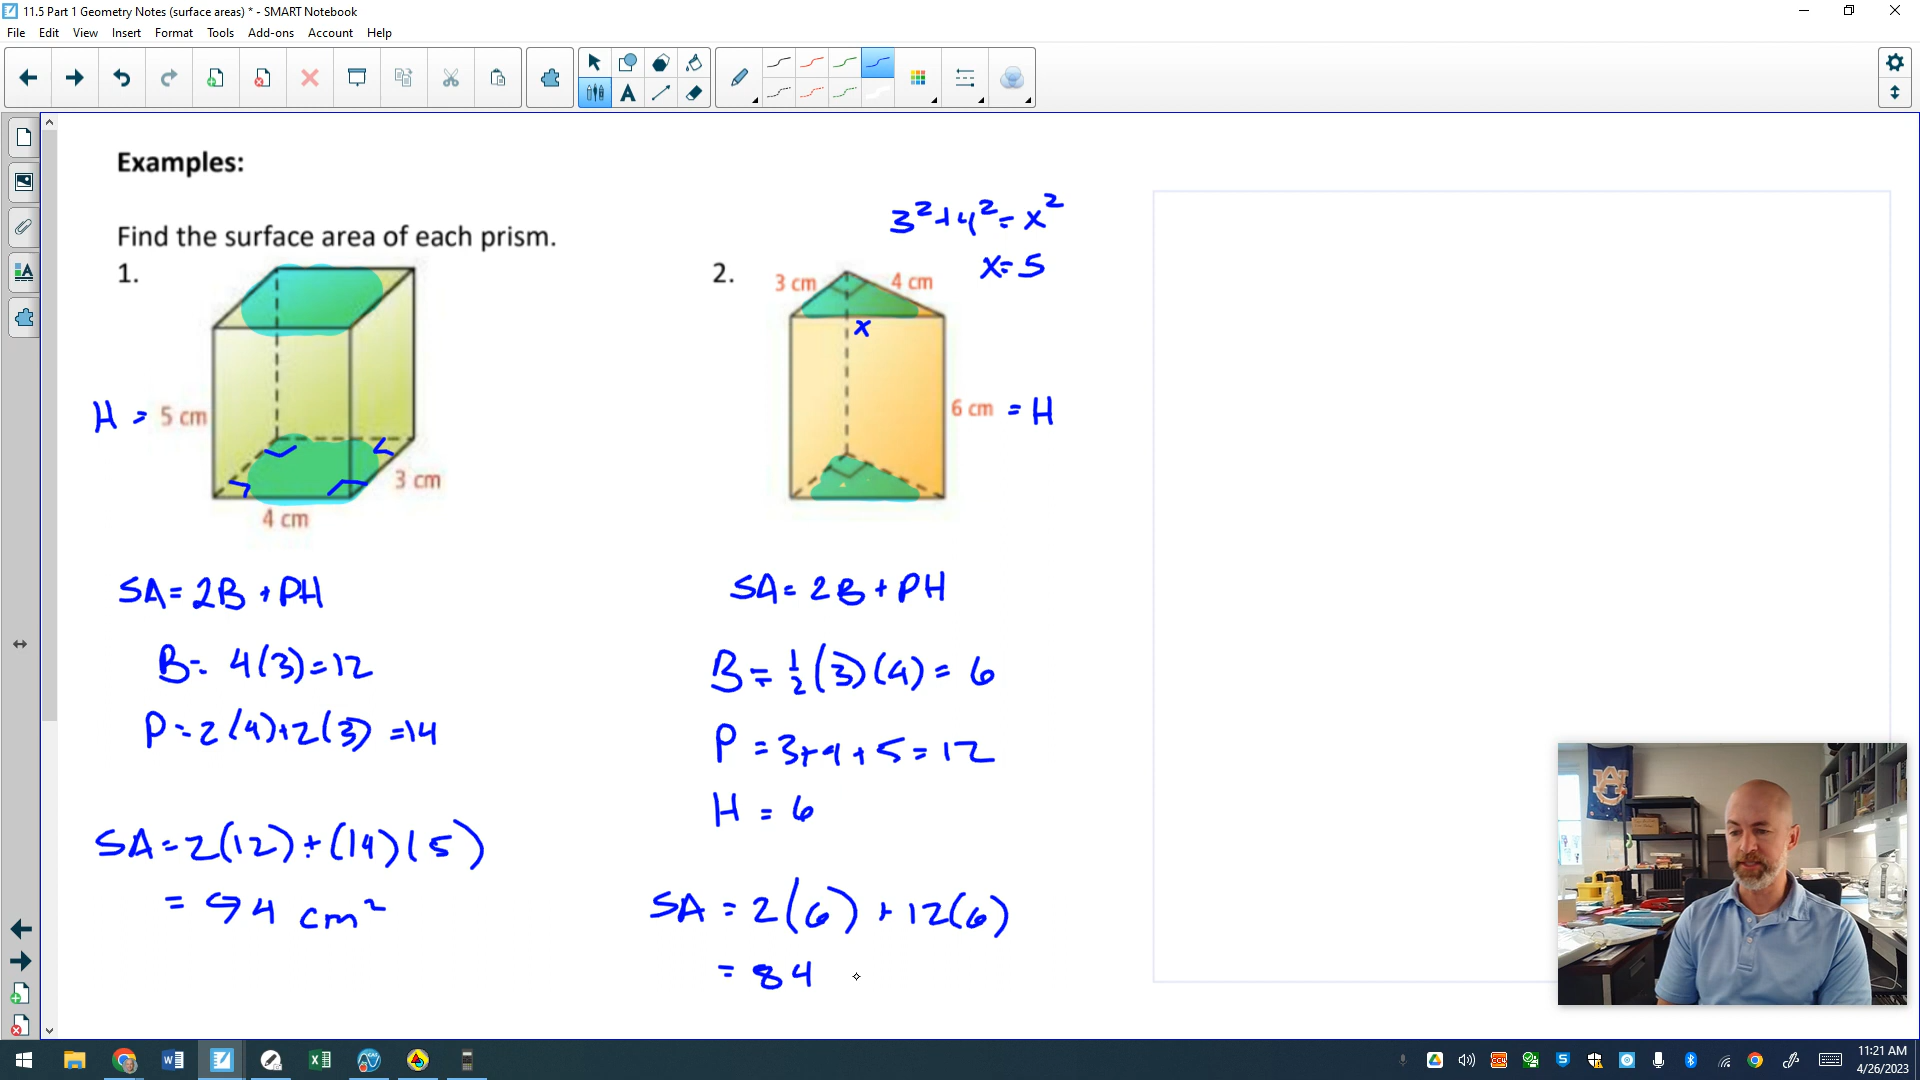 11.5 Part 1 Geometry Notes (surface areas) * - SMART Notebook
File Edit View Insert Format Tools Add-ons Account Help
Examples:
Find the surface area of each prism.
1.
H = 5 cm
3 cm
4 cm
SA = 2B + PH
B = 4(3) = 12
P = 2(4)+2(3) = 14
SA = 2(12) + (14)(5)
= 94 cm²
2.
3² + 4² = x²
x = 5
3 cm
4 cm
x
6 cm = H
SA = 2B + PH
B = ½(3)(4) = 6
P = 3+4+5 = 12
H = 6
SA = 2(6) + 12(6)
= 84
11:21 AM
4/26/2023